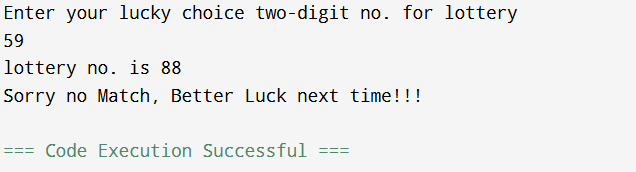 Enter your lucky choice two-digit no. for lottery
59
lottery no. is 88
Sorry no Match, Better Luck next time!!!
=== Code Execution Successful ===